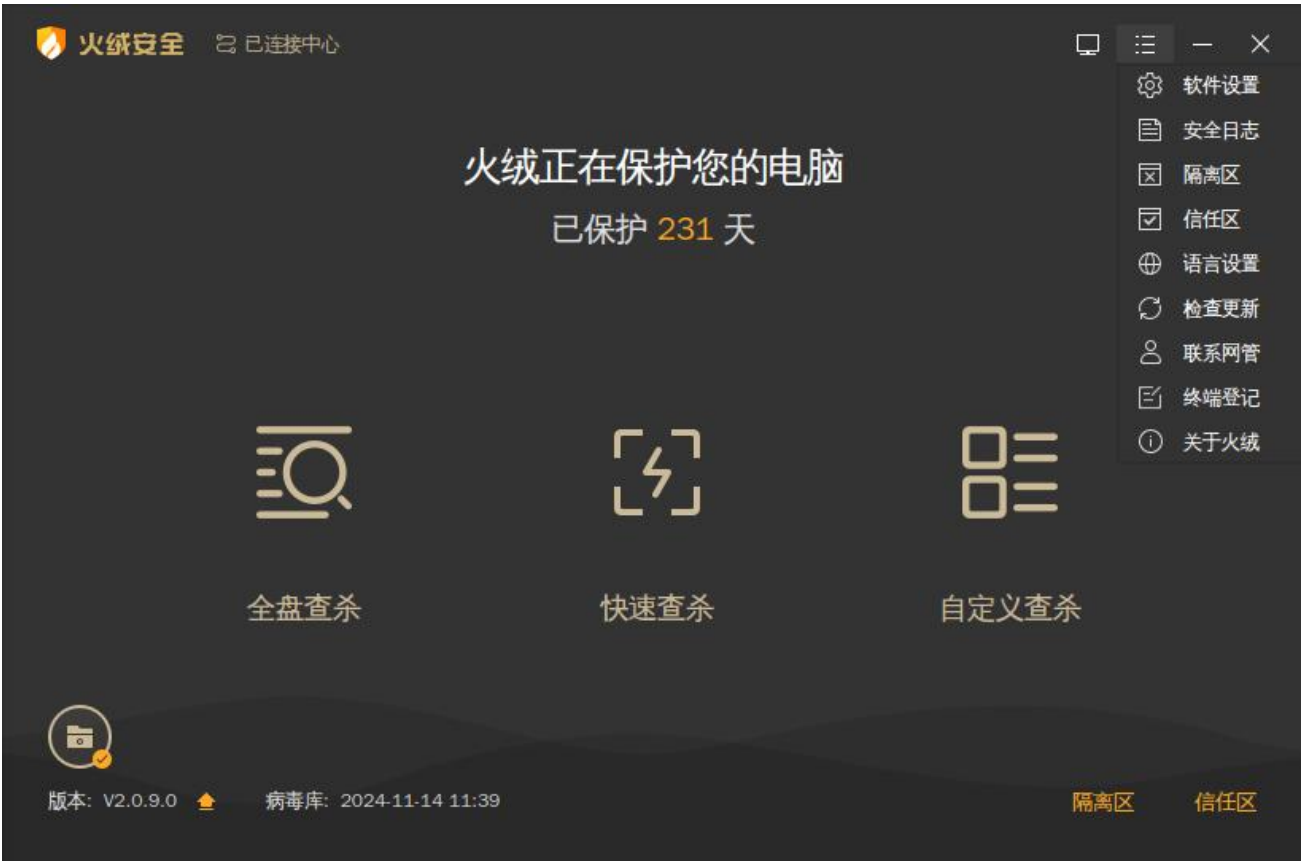 火绒安全 已连接中心
软件设置
安全日志
隔离区
信任区
语言设置
检查更新
联系网管
终端登记
关于火绒
火绒正在保护您的电脑
已保护 231 天
全盘查杀 快速查杀 自定义查杀
版本: V2.0.9.0 病毒库: 2024-11-14 11:39 隔离区 信任区